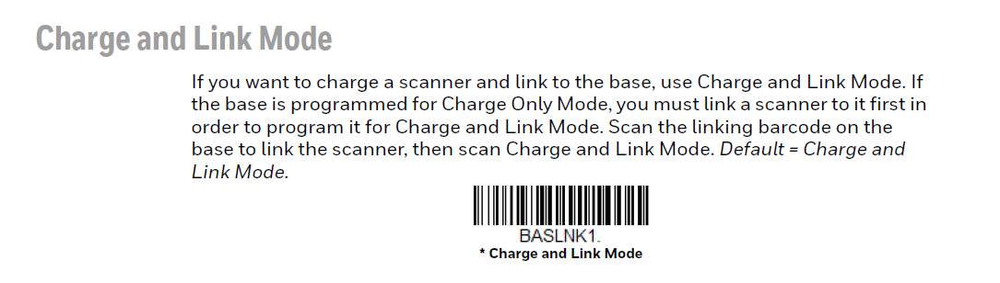 Charge and Link Mode
If you want to charge a scanner and link to the base, use Charge and Link Mode. If
the base is programmed for Charge Only Mode, you must link a scanner to it first in
order to program it for Charge and Link Mode. Scan the linking barcode on the
base to link the scanner, then scan Charge and Link Mode. Default = Charge and
Link Mode.
BASLNK1.
* Charge and Link Mode